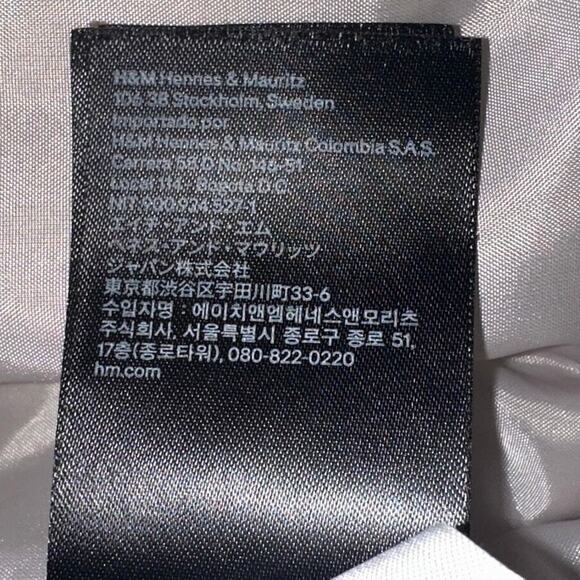 H&M Hennes & Mauritz
106 38 Stockholm, Sweden
Importado por
H&M Hennes & Mauritz Colombia S.A.S.
Carrera 58 D No. 146-51
Local 114, Bogota D.C.
NIT 900.934.527-1
エイチ・アンド・エム
ヘネス・アンド・マウリッツ
ジャパン株式会社
東京都渋谷区宇田川町33-6
수입자명 : 에이치앤엠헤네스앤모리츠
주식회사, 서울특별시 종로구 종로 51,
17층(종로타워), 080-822-0220
hm.com